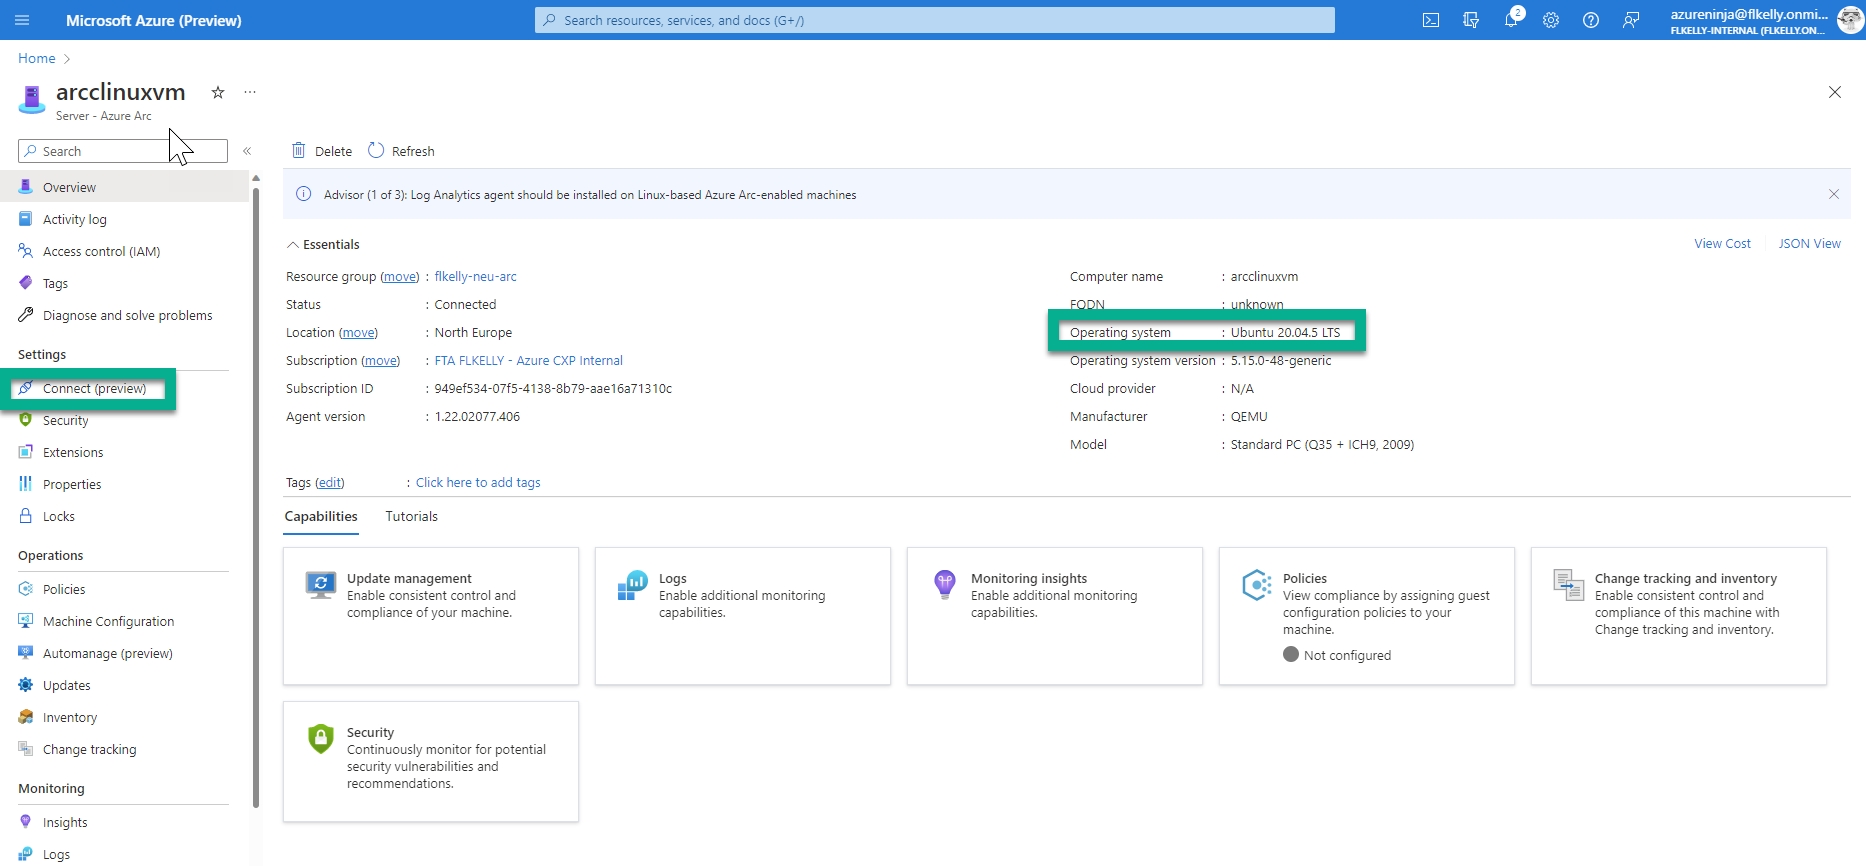 Microsoft Azure (Preview)
Search resources, services, and docs (G+/)
2
azureninja@flkelly.onmi...
FLKELLY-INTERNAL (FLKELLY.ON...
Home >
arcclinuxvm
Server - Azure Arc
Search
«
Delete
Refresh
Overview
Activity log
Access control (IAM)
Tags
Diagnose and solve problems
Settings
Connect (preview)
Security
Extensions
Properties
Locks
Operations
Policies
Machine Configuration
Automanage (preview)
Updates
Inventory
Change tracking
Monitoring
Insights
Logs
Advisor (1 of 3): Log Analytics agent should be installed on Linux-based Azure Arc-enabled machines
Essentials
View Cost
JSON View
Resource group (move) : flkelly-neu-arc
Status : Connected
Location (move) : North Europe
Subscription (move) : FTA FLKELLY - Azure CXP Internal
Subscription ID : 949ef534-07f5-4138-8b79-aae16a71310c
Agent version : 1.22.02077.406
Computer name : arcclinuxvm
FQDN : unknown
Operating system : Ubuntu 20.04.5 LTS
Operating system version : 5.15.0-48-generic
Cloud provider : N/A
Manufacturer : QEMU
Model : Standard PC (Q35 + ICH9, 2009)
Tags (edit) : Click here to add tags
Capabilities
Tutorials
Update management
Enable consistent control and
compliance of your machine.
Logs
Enable additional monitoring
capabilities.
Monitoring insights
Enable additional monitoring
capabilities.
Policies
View compliance by assigning guest
configuration policies to your
machine.
Not configured
Change tracking and inventory
Enable consistent control and
compliance of this machine with
Change tracking and inventory.
Security
Continuously monitor for potential
security vulnerabilities and
recommendations.